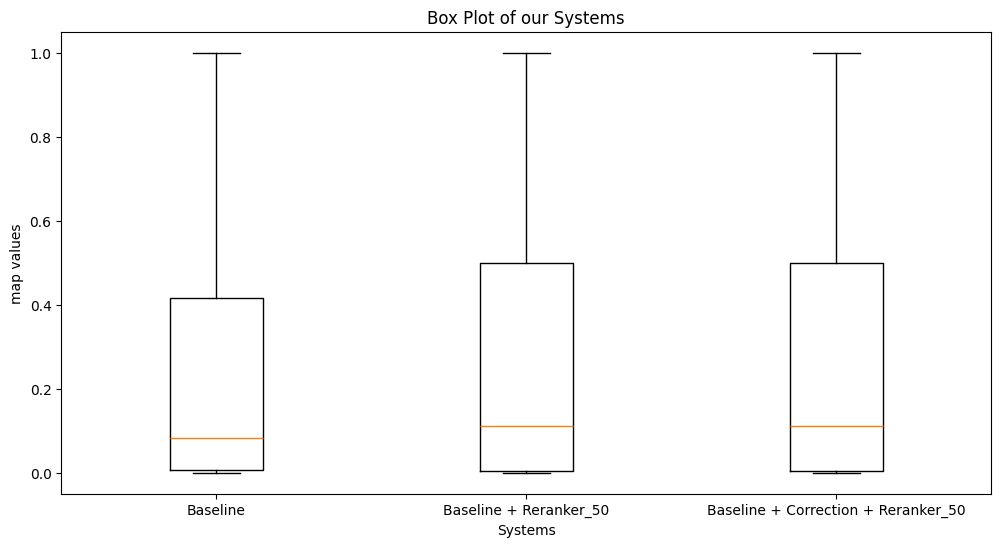 Box Plot of our Systems
1.0
0.8
0.6
0.4
0.2
0.0
map values
Baseline
Baseline + Reranker_50
Baseline + Correction + Reranker_50
Systems